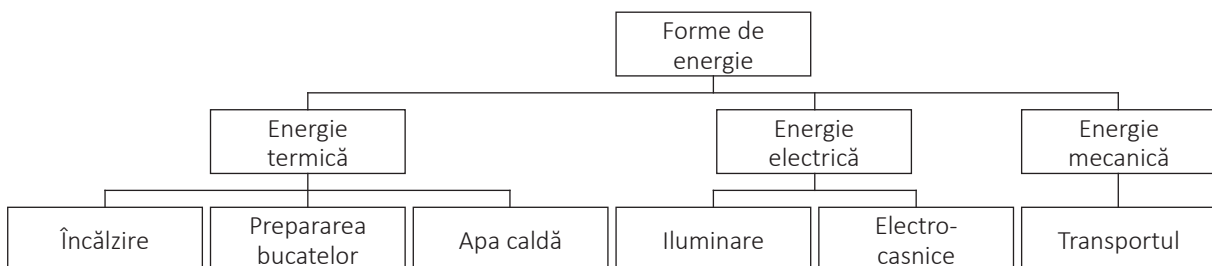 Forme de
energie
Energie
termică
Energie
electrică
Energie
mecanică
Încălzire
Prepararea
bucatelor
Apa caldă
Iluminare
Electro-
casnice
Transportul